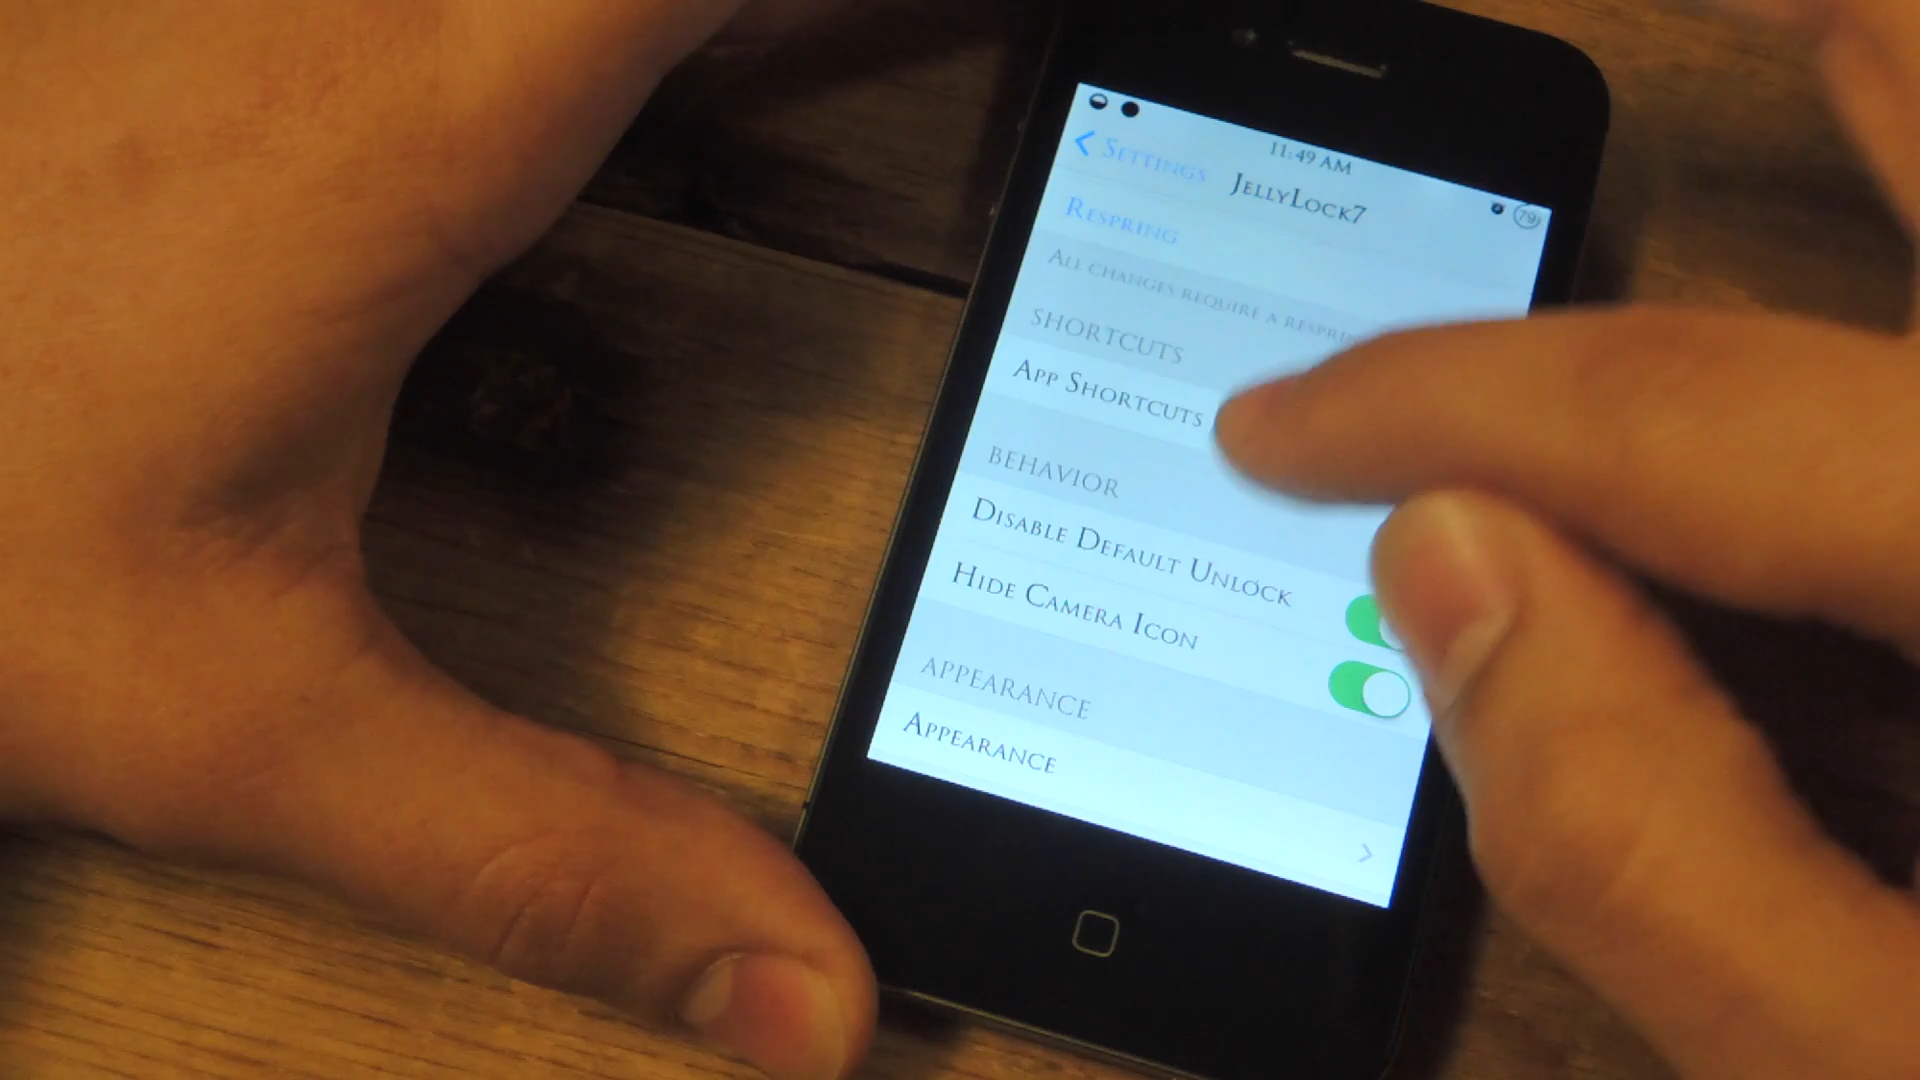 11:49 AM
79
Settings
JellyLock7
Respring
All changes require a
SHORTCUTS
App Shortcuts
BEHAVIOR
Disable Default Unlock
Hide Camera Icon
APPEARANCE
Appearance